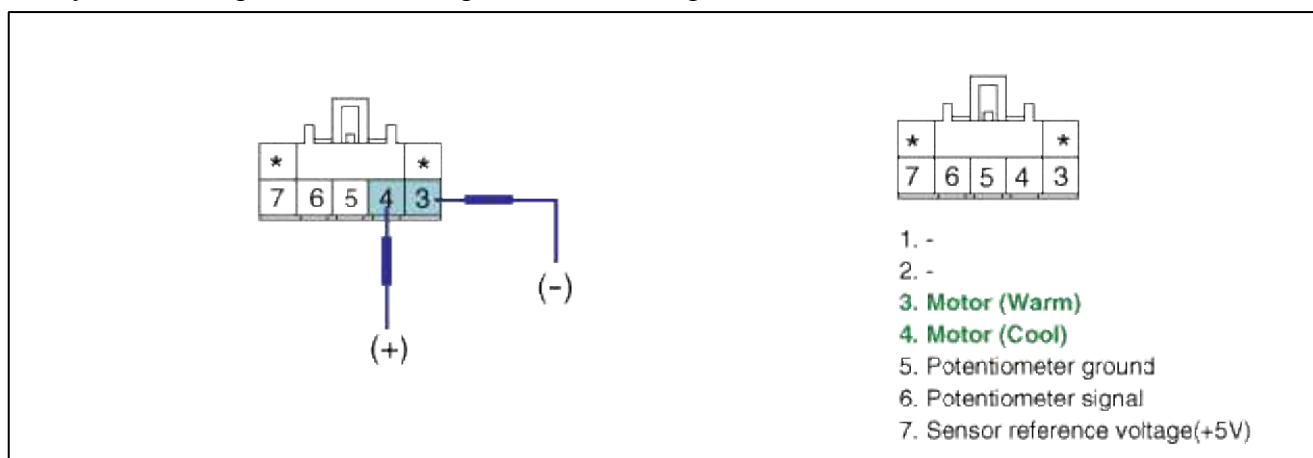 * *
7 6 5 4 3
(-)
(+)
* *
7 6 5 4 3
1. -
2. -
3. Motor (Warm)
4. Motor (Cool)
5. Potentiometer ground
6. Potentiometer signal
7. Sensor reference voltage(+5V)